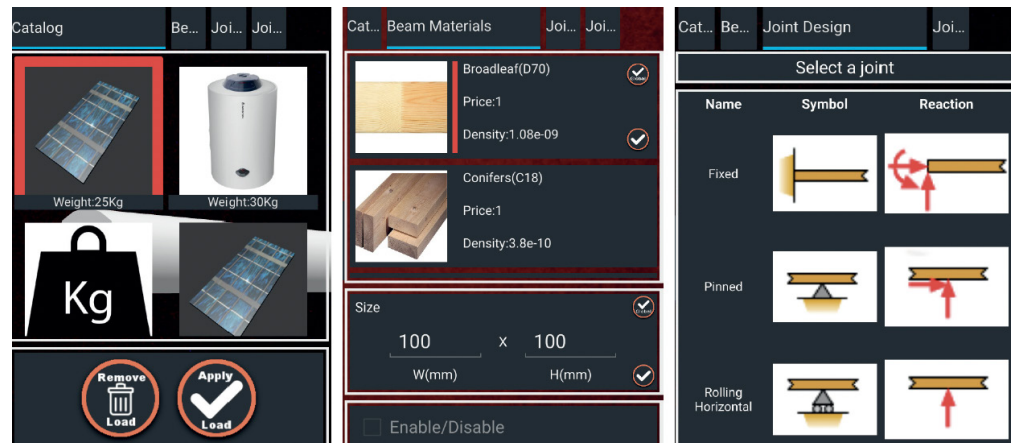 Catalog Be... Joi... Joi...
Weight:25Kg Weight:30Kg
Kg
Remove Load
Apply Load
Cat... Beam Materials Joi... Joi...
Broadleaf(D70)
Price:1
Density:1.08e-09
Conifers(C18)
Price:1
Density:3.8e-10
Size
100 x 100
W(mm) H(mm)
Enable/Disable
Cat... Be... Joint Design Joi...
Select a joint
Name Symbol Reaction
Fixed
Pinned
Rolling
Horizontal